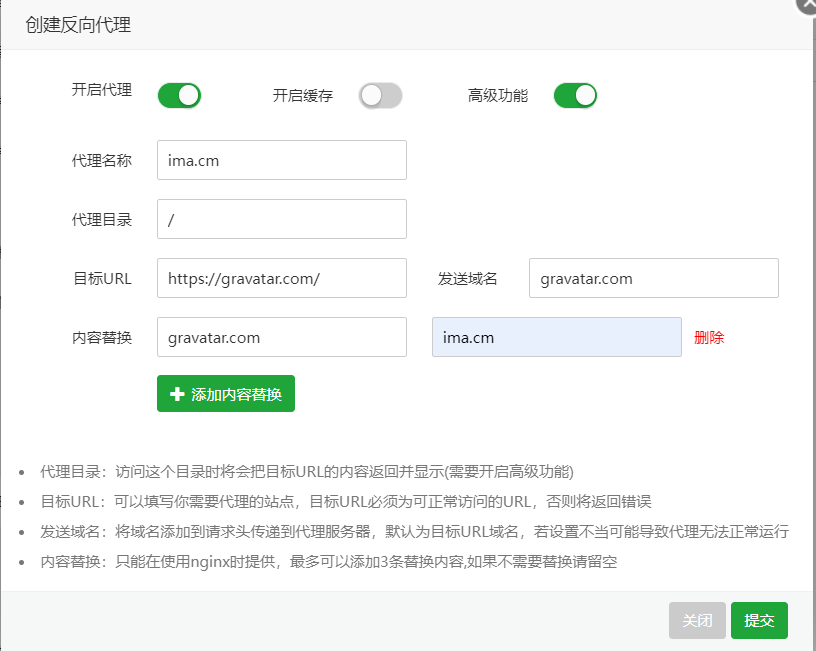 创建反向代理
开启代理 开启缓存 高级功能
代理名称 ima.cm
代理目录 /
目标URL https://gravatar.com/ 发送域名 gravatar.com
内容替换 gravatar.com ima.cm 删除
添加内容替换
代理目录：访问这个目录时将会把目标URL的内容返回并显示(需要开启高级功能)
目标URL：可以填写你需要代理的站点，目标URL必须为可正常访问的URL，否则将返回错误
发送域名：将域名添加到请求头传递到代理服务器，默认为目标URL域名，若设置不当可能导致代理无法正常运行
内容替换：只能在使用nginx时提供，最多可以添加3条替换内容,如果不需要替换请留空
关闭 提交